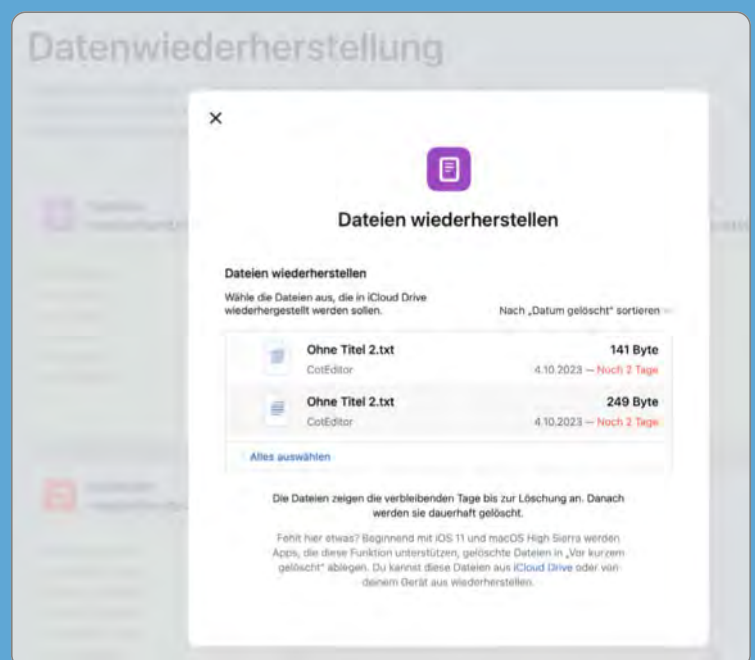 Datenwiederherstellung
×
Dateien wiederherstellen
Dateien wiederherstellen
Wähle die Dateien aus, die in iCloud Drive
wiederhergestellt werden sollen.
Nach „Datum gelöscht“ sortieren
Ohne Titel 2.txt
141 Byte
CotEditor
4.10.2023 — Noch 2 Tage
Ohne Titel 2.txt
249 Byte
CotEditor
4.10.2023 — Noch 2 Tage
Alles auswählen
Die Dateien zeigen die verbleibenden Tage bis zur Löschung an. Danach
werden sie dauerhaft gelöscht.
Fehlt hier etwas? Beginnend mit iOS 11 und macOS High Sierra werden
Apps, die diese Funktion unterstützen, gelöschte Dateien in „Vor kurzem
gelöscht“ ablegen. Du kannst diese Dateien aus iCloud Drive oder von
deinem Gerät aus wiederherstellen.